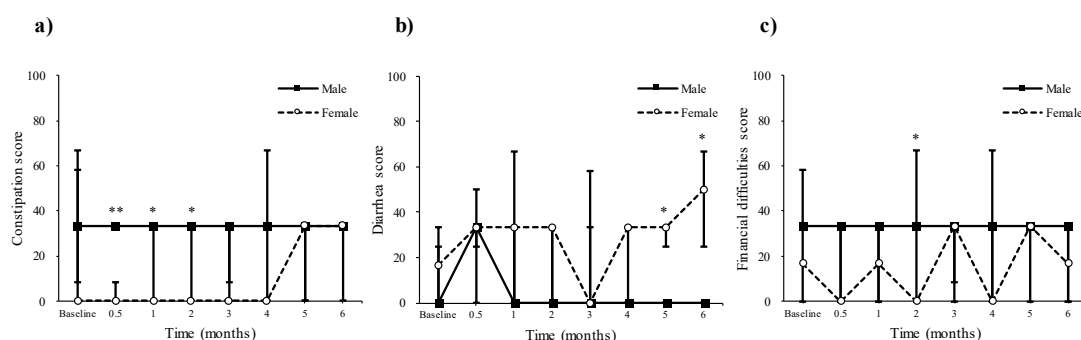 a)
100
80
60
40
20
0
Constipation score
Male
Female
** * *
Baseline 0.5 1 2 3 4 5 6
Time (months)
b)
100
80
60
40
20
0
Diarrhea score
Male
Female
* *
Baseline 0.5 1 2 3 4 5 6
Time (months)
c)
100
80
60
40
20
0
Financial difficulties score
Male
Female
*
Baseline 0.5 1 2 3 4 5 6
Time (months)